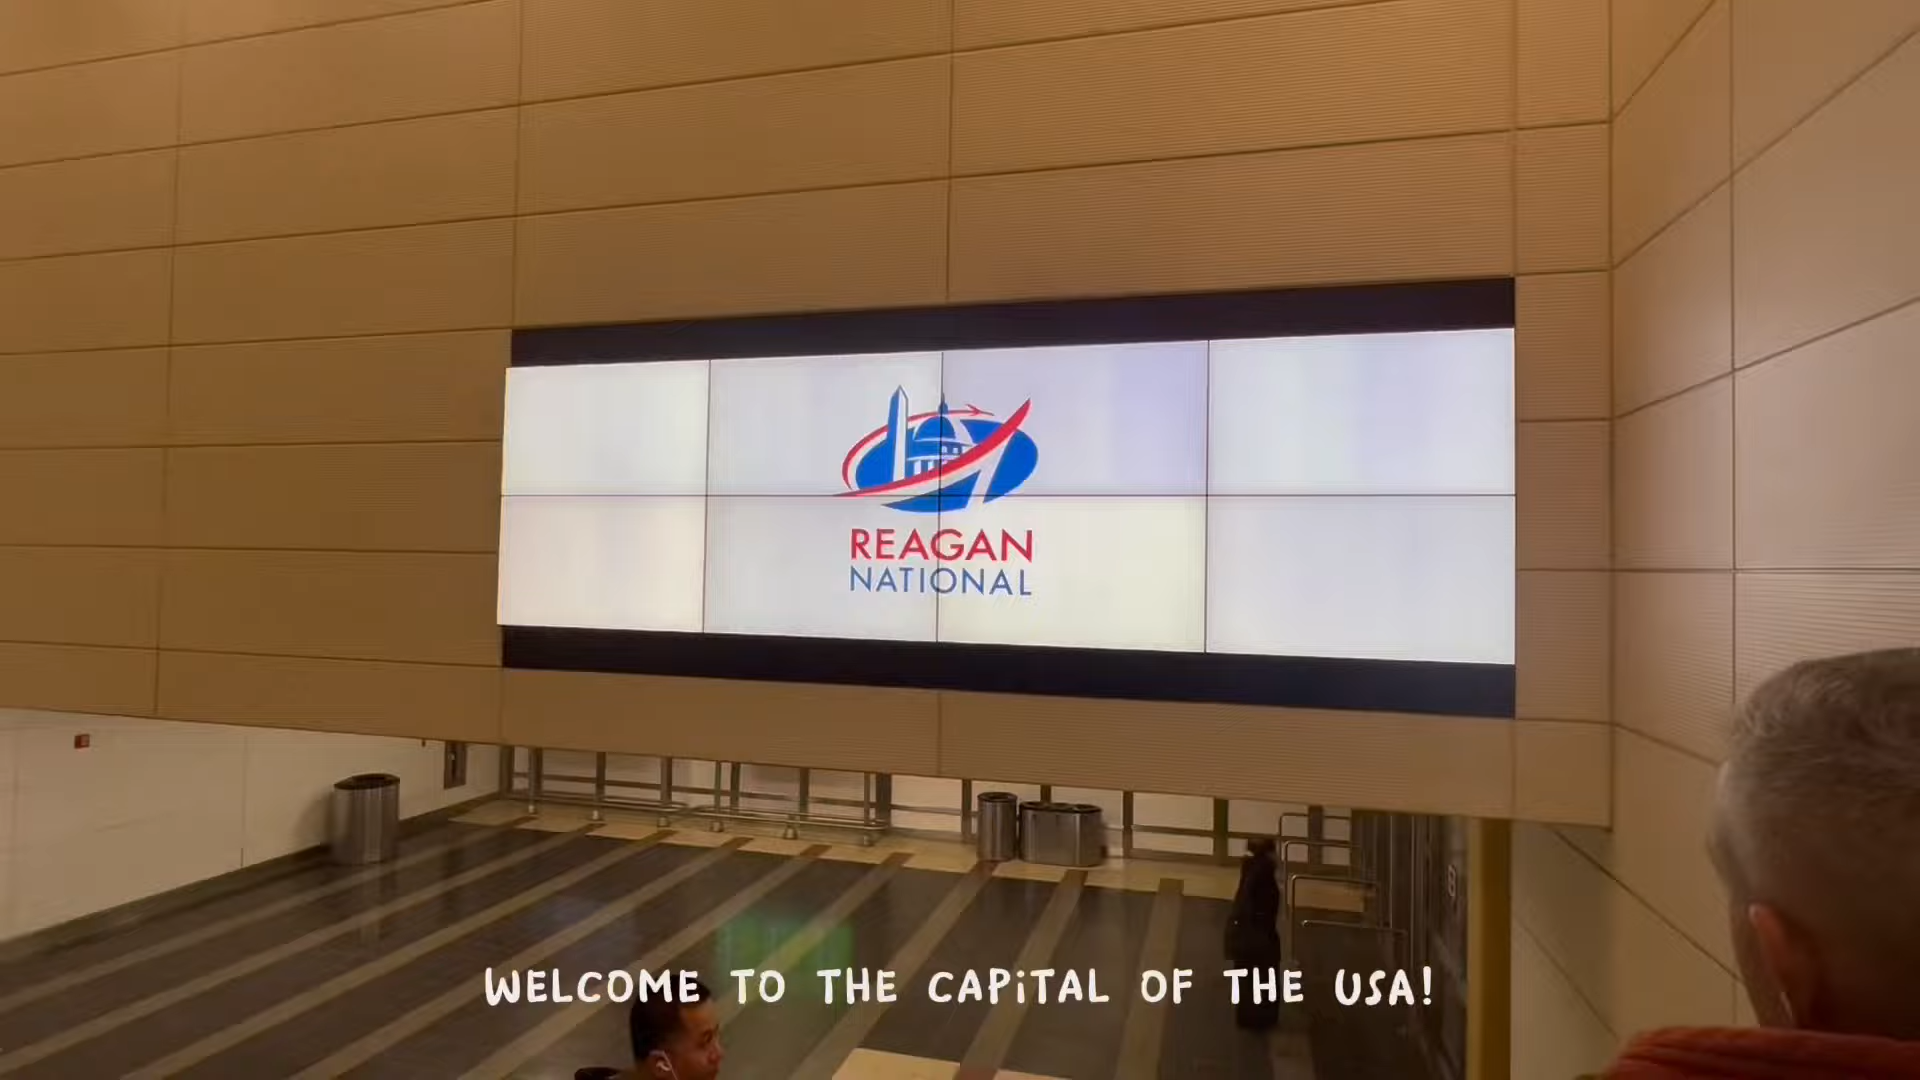 REAGAN
NATIONAL
WELCOME TO THE CAPITAL OF THE USA!